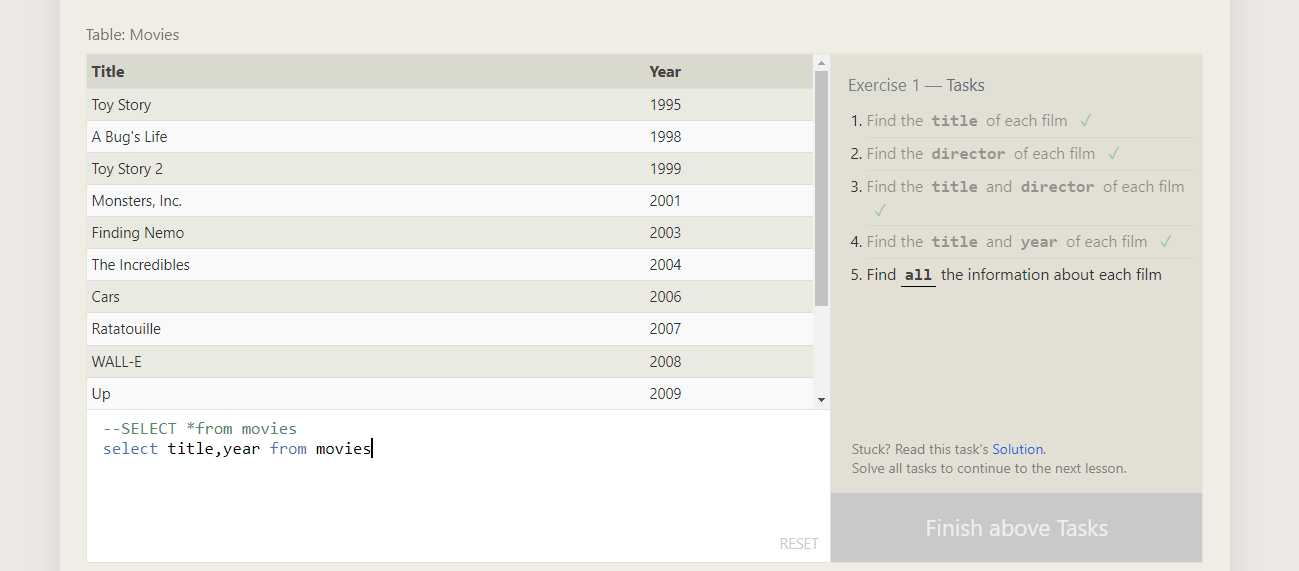 Table: Movies
Title Year
Toy Story 1995
A Bug's Life 1998
Toy Story 2 1999
Monsters, Inc. 2001
Finding Nemo 2003
The Incredibles 2004
Cars 2006
Ratatouille 2007
WALL-E 2008
Up 2009
--SELECT *from movies
select title,year from movies
RESET
Exercise 1 — Tasks
1. Find the title of each film ✓
2. Find the director of each film ✓
3. Find the title and director of each film
✓
4. Find the title and year of each film ✓
5. Find all the information about each film
Stuck? Read this task's Solution.
Solve all tasks to continue to the next lesson.
Finish above Tasks